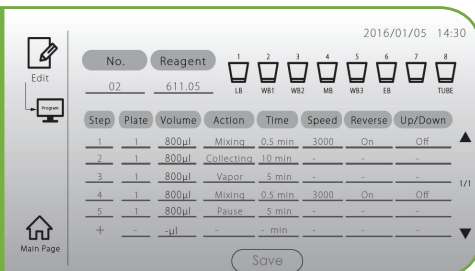 2016/01/05 14:30
Edit
Program
No. Reagent
02 611.05
1 2 3 4 5 6 7 8
LB WB1 WB2 MB WB3 EB TUBE
Step Plate Volume Action Time Speed Reverse Up/Down
1 1 800µl Mixing 0.5 min 3000 On Off
2 1 800µl Collecting 10 min - - -
3 1 800µl Vapor 5 min - - -
4 1 800µl Mixing 0.5 min 3000 On Off
5 1 800µl Pause 5 min - - -
+ - -µl - - min - - -
1/1
Main Page
Save